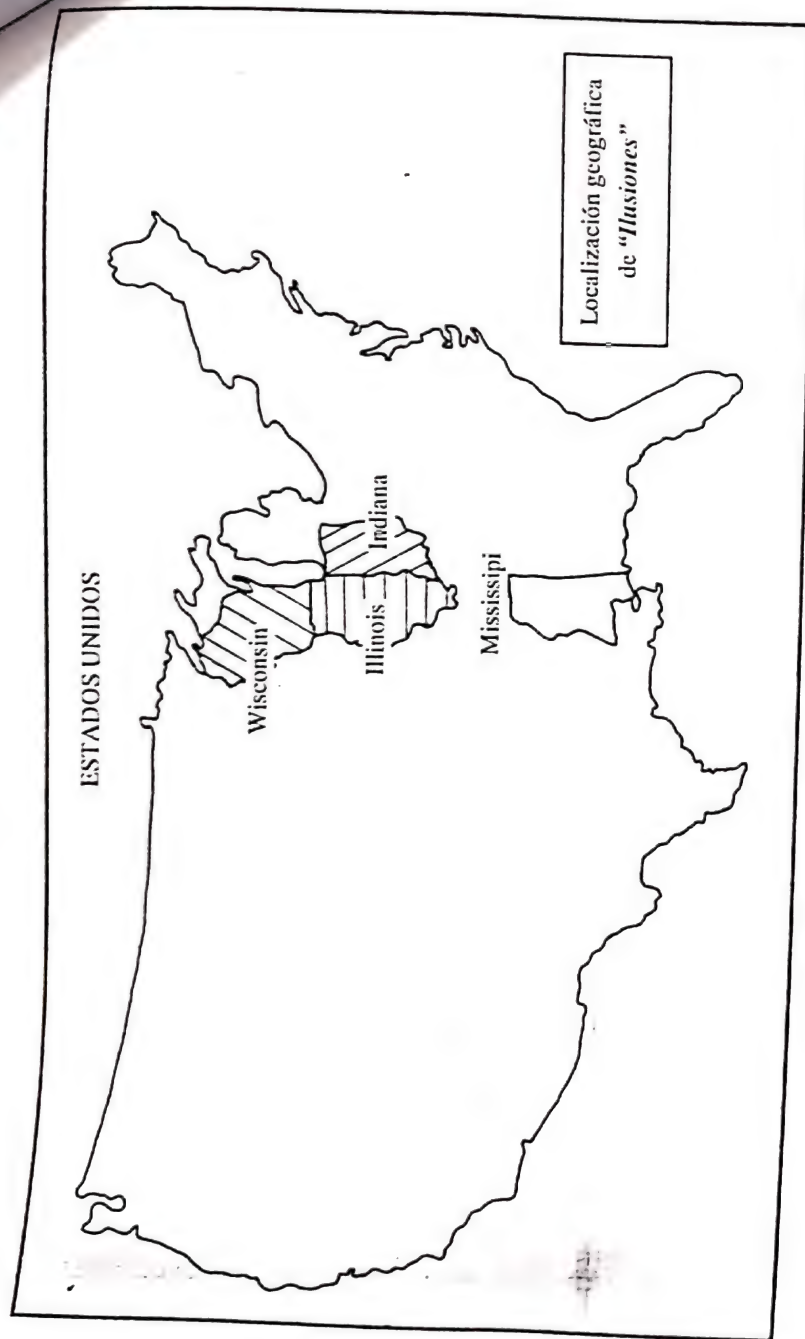 ESTADOS UNIDOS
Wisconsin
Illinois
Indiana
Mississipi
Localización geográfica
de "Ilusiones"